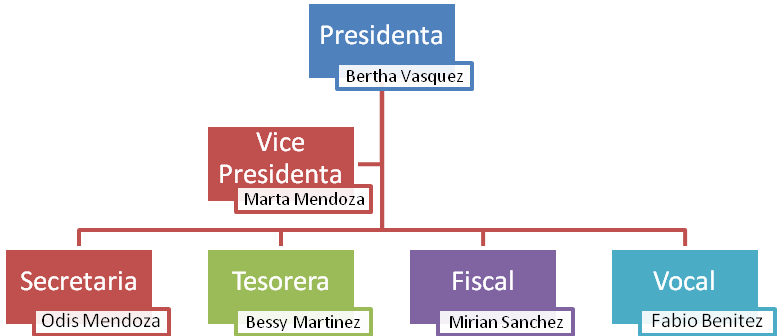 Presidenta
Bertha Vasquez
Vice
Presidenta
Marta Mendoza
Secretaria
Odis Mendoza
Tesorera
Bessy Martinez
Fiscal
Mirian Sanchez
Vocal
Fabio Benitez